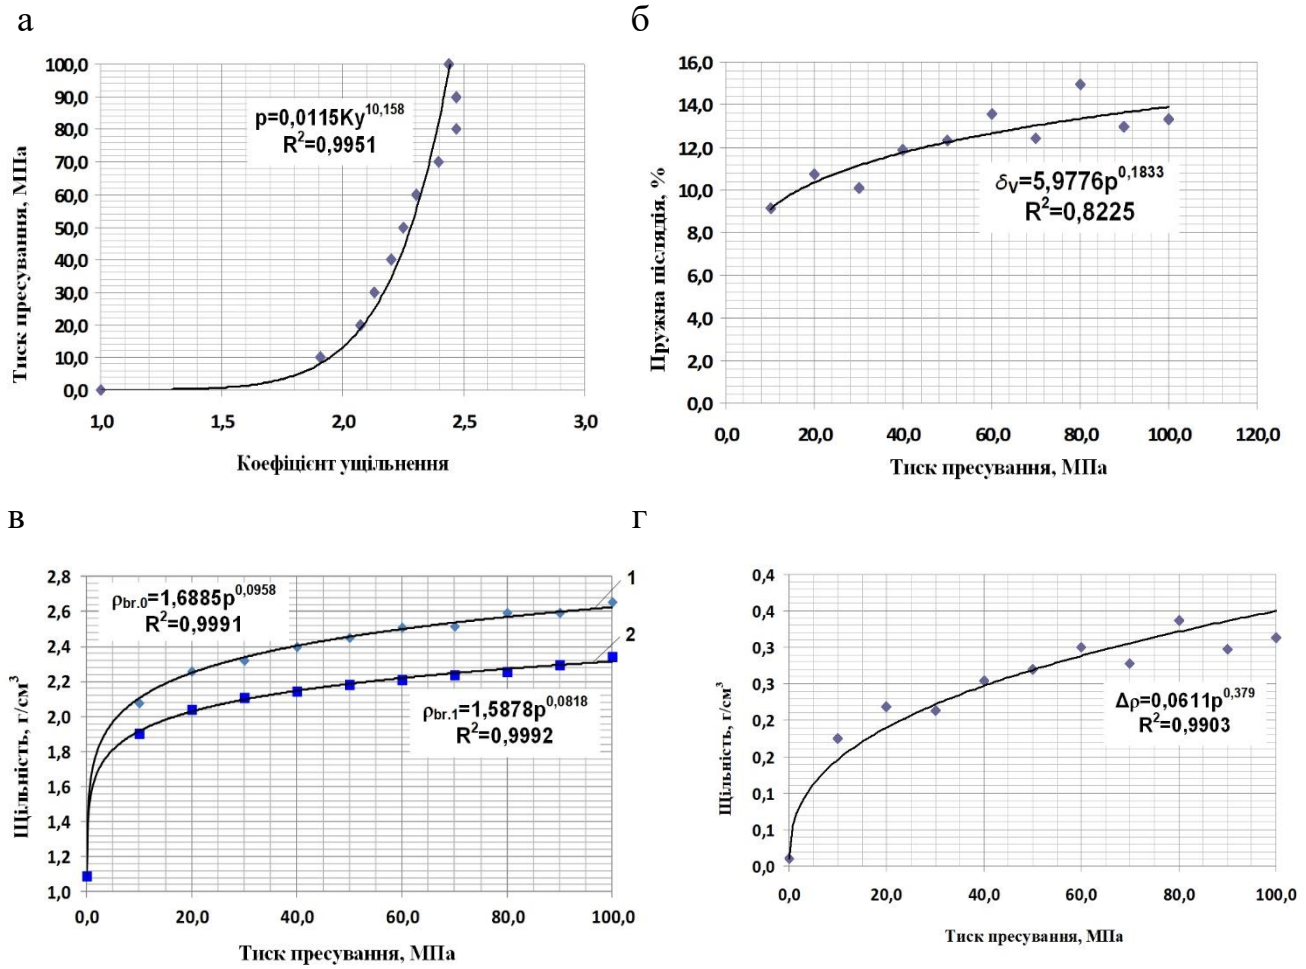 а
100,0
90,0
80,0
70,0
60,0
50,0
40,0
30,0
20,0
10,0
0,0
Тиск пресування, МПа
p=0,0115Ky^10,158
R²=0,9951
1,0 1,5 2,0 2,5 3,0
Коефіцієнт ущільнення
б
16,0
14,0
12,0
10,0
8,0
6,0
4,0
2,0
0,0
Пружна післядія, %
δV=5,9776p^0,1833
R²=0,8225
0,0 20,0 40,0 60,0 80,0 100,0 120,0
Тиск пресування, МПа
в
2,8
2,6
2,4
2,2
2,0
1,8
1,6
1,4
1,2
1,0
Щільність, г/см³
ρbr.0=1,6885p^0,0958
R²=0,9991
1
2
ρbr.1=1,5878p^0,0818
R²=0,9992
0,0 20,0 40,0 60,0 80,0 100,0
Тиск пресування, МПа
г
0,4
0,4
0,3
0,3
0,2
0,2
0,1
0,1
0,0
Щільність, г/см³
Δρ=0,0611p^0,379
R²=0,9903
0,0 20,0 40,0 60,0 80,0 100,0
Тиск пресування, МПа